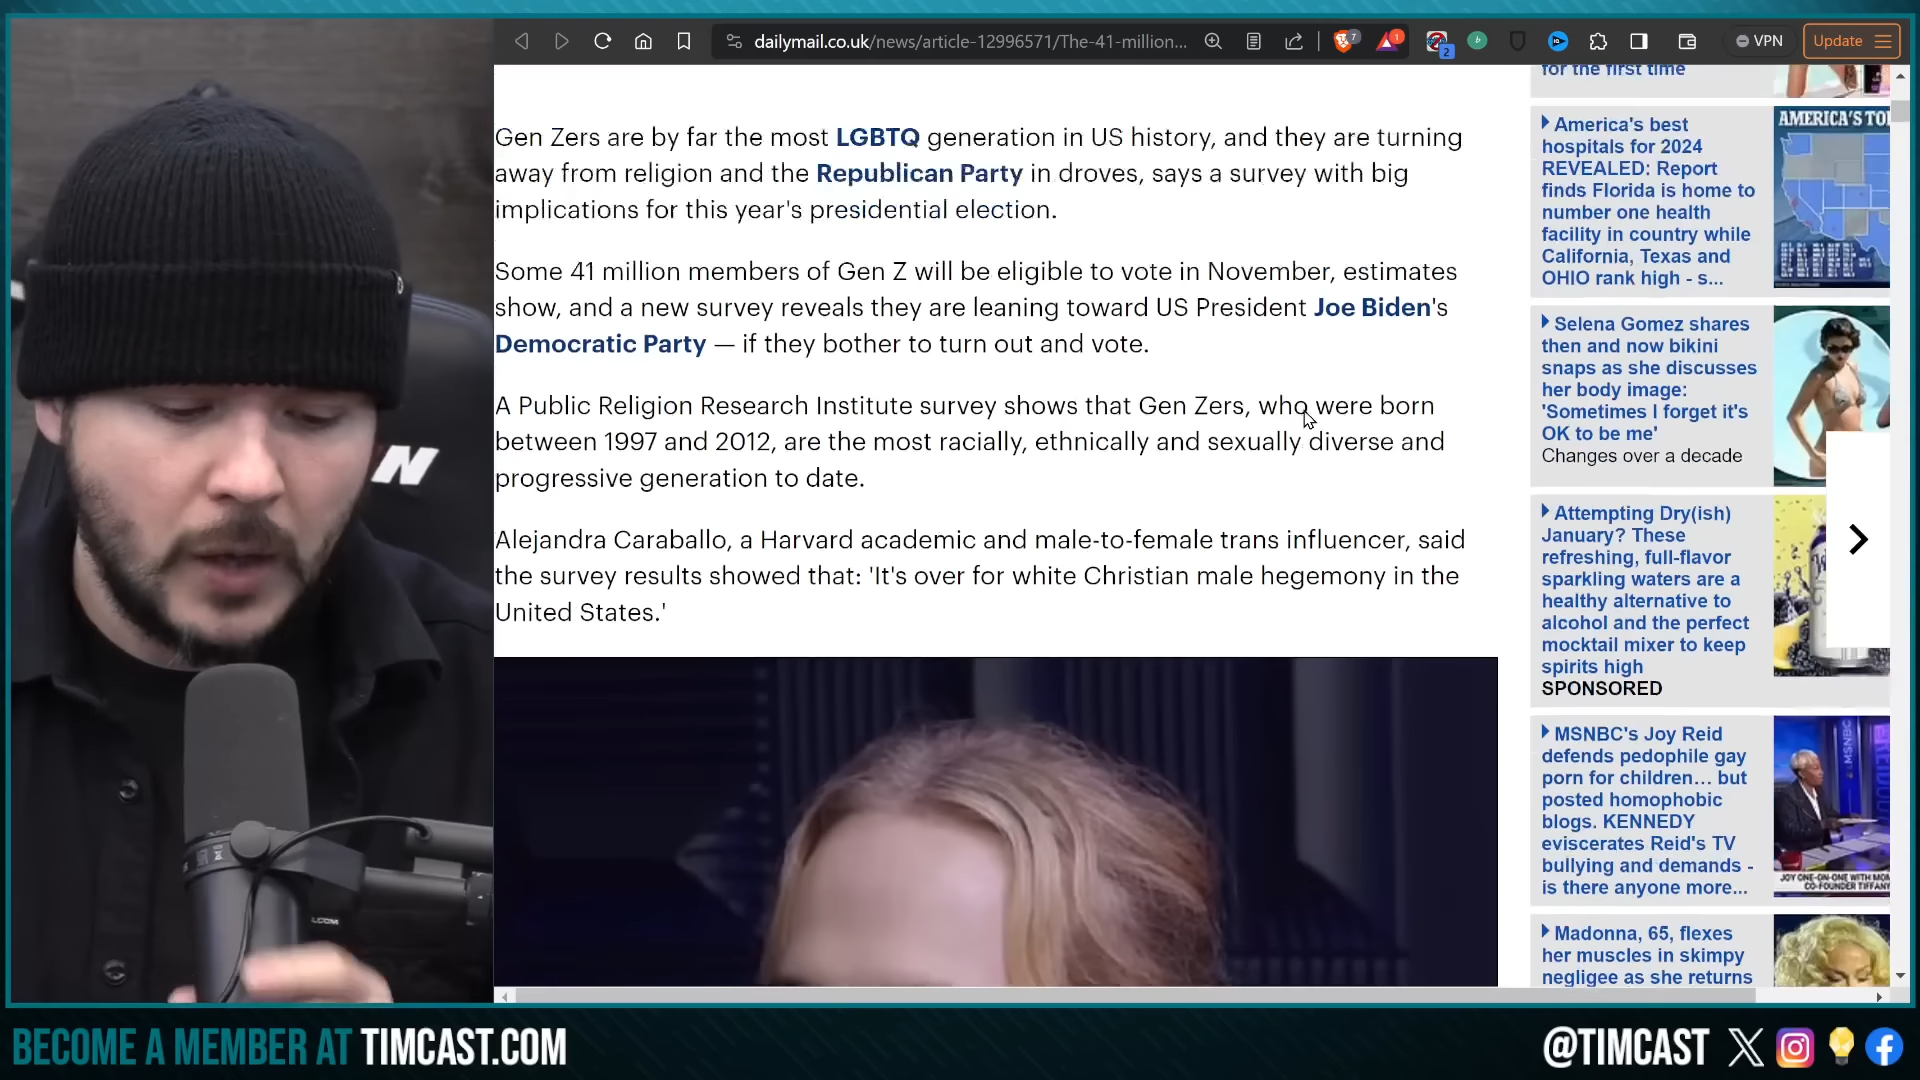 dailymail.co.uk/news/article-12996571/The-41-million...
7
1
2
VPN
Update
Gen Zers are by far the most LGBTQ generation in US history, and they are turning
away from religion and the Republican Party in droves, says a survey with big
implications for this year's presidential election.
Some 41 million members of Gen Z will be eligible to vote in November, estimates
show, and a new survey reveals they are leaning toward US President Joe Biden's
Democratic Party — if they bother to turn out and vote.
A Public Religion Research Institute survey shows that Gen Zers, who were born
between 1997 and 2012, are the most racially, ethnically and sexually diverse and
progressive generation to date.
Alejandra Caraballo, a Harvard academic and male-to-female trans influencer, said
the survey results showed that: 'It's over for white Christian male hegemony in the
United States.'
for the first time
America's best
hospitals for 2024
REVEALED: Report
finds Florida is home to
number one health
facility in country while
California, Texas and
OHIO rank high - s...
AMERICA'S TO
Selena Gomez shares
then and now bikini
snaps as she discusses
her body image:
'Sometimes I forget it's
OK to be me'
Changes over a decade
Attempting Dry(ish)
January? These
refreshing, full-flavor
sparkling waters are a
healthy alternative to
alcohol and the perfect
mocktail mixer to keep
spirits high
SPONSORED
MSNBC's Joy Reid
defends pedophile gay
porn for children... but
posted homophobic
blogs. KENNEDY
eviscerates Reid's TV
bullying and demands -
is there anyone more...
MSNBC
JOY ONE-ON-ONE WITH MOM
CO-FOUNDER TIFFANY
Madonna, 65, flexes
her muscles in skimpy
negligee as she returns
N
BECOME A MEMBER AT TIMCAST.COM
@TIMCAST